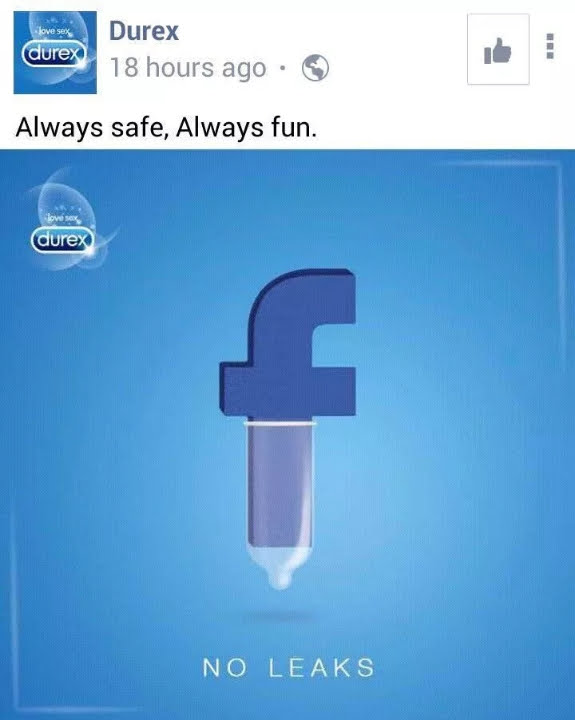 love sex
durex
Durex
18 hours ago
Always safe, Always fun.
love sex
durex
f
NO LEAKS